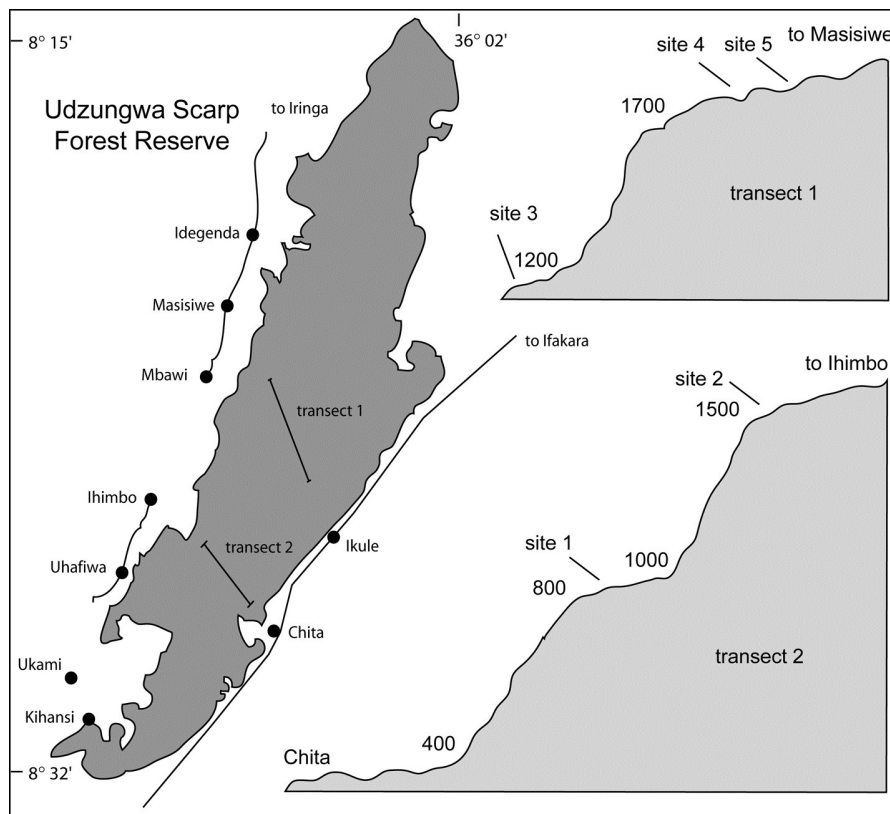 8° 15'
36° 02'
Udzungwa Scarp
Forest Reserve
to Iringa
Idegenda
Masisiwe
Mbawi
to Ifakara
transect 1
Ihimbo
transect 2
Ikule
Uhafiwa
Chita
Ukami
Kihansi
8° 32'
to Masisiwe
site 4
site 5
1700
transect 1
site 3
1200
to Ihimbo
site 2
1500
site 1
1000
800
transect 2
400
Chita